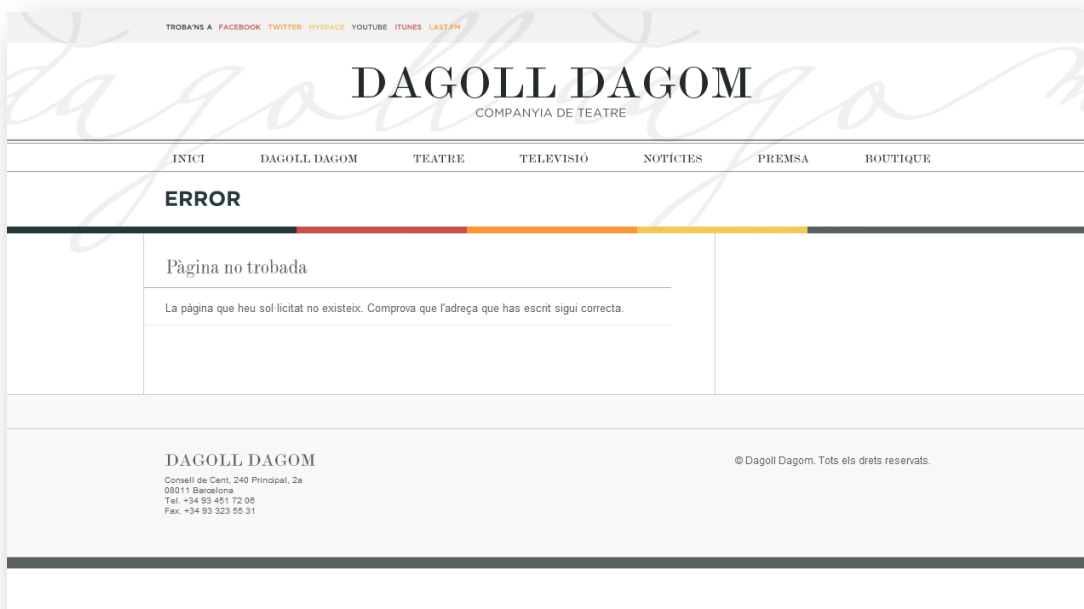 TROBA'NS A FACEBOOK TWITTER MYSPACE YOUTUBE ITUNES LAST.FM
dagoll dagom
DAGOLL DAGOM
COMPANYIA DE TEATRE
INICI DAGOLL DAGOM TEATRE TELEVISIÓ NOTÍCIES PREMSA BOUTIQUE
ERROR
Pàgina no trobada
La pàgina que heu sol·licitat no existeix. Comprova que l'adreça que has escrit sigui correcta.
DAGOLL DAGOM
© Dagoll Dagom. Tots els drets reservats.
Consell de Cent, 240 Principal, 2a
08011 Barcelona
Tel. +34 93 451 72 06
Fax. +34 93 323 55 31